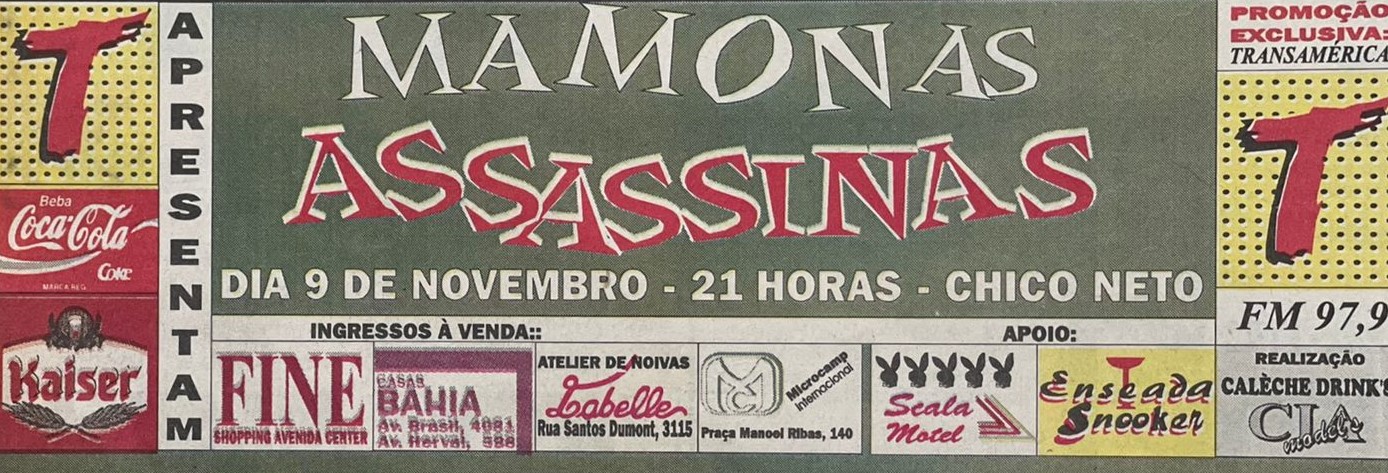 T
Beba
Coca-Cola
Coke
MARCA REG
Kaiser
APRESENTAM
MAMONAS
ASSASSINAS
DIA 9 DE NOVEMBRO - 21 HORAS - CHICO NETO
INGRESSOS À VENDA::
FINE
SHOPPING AVENIDA CENTER
CASAS
BAHIA
Av. Brasil, 4081
Av. Herval, 598
ATELIER DE NOIVAS
Labelle
Rua Santos Dumont, 3115
MC
Microcamp
Internacional
Praça Manoel Ribas, 140
APOIO:
Scala
Motel
Enseada
Snooker
PROMOÇÃO
EXCLUSIVA:
TRANSAMÉRICA
T
FM 97,9
REALIZAÇÃO
CALÈCHE DRINK'S
CIA
models